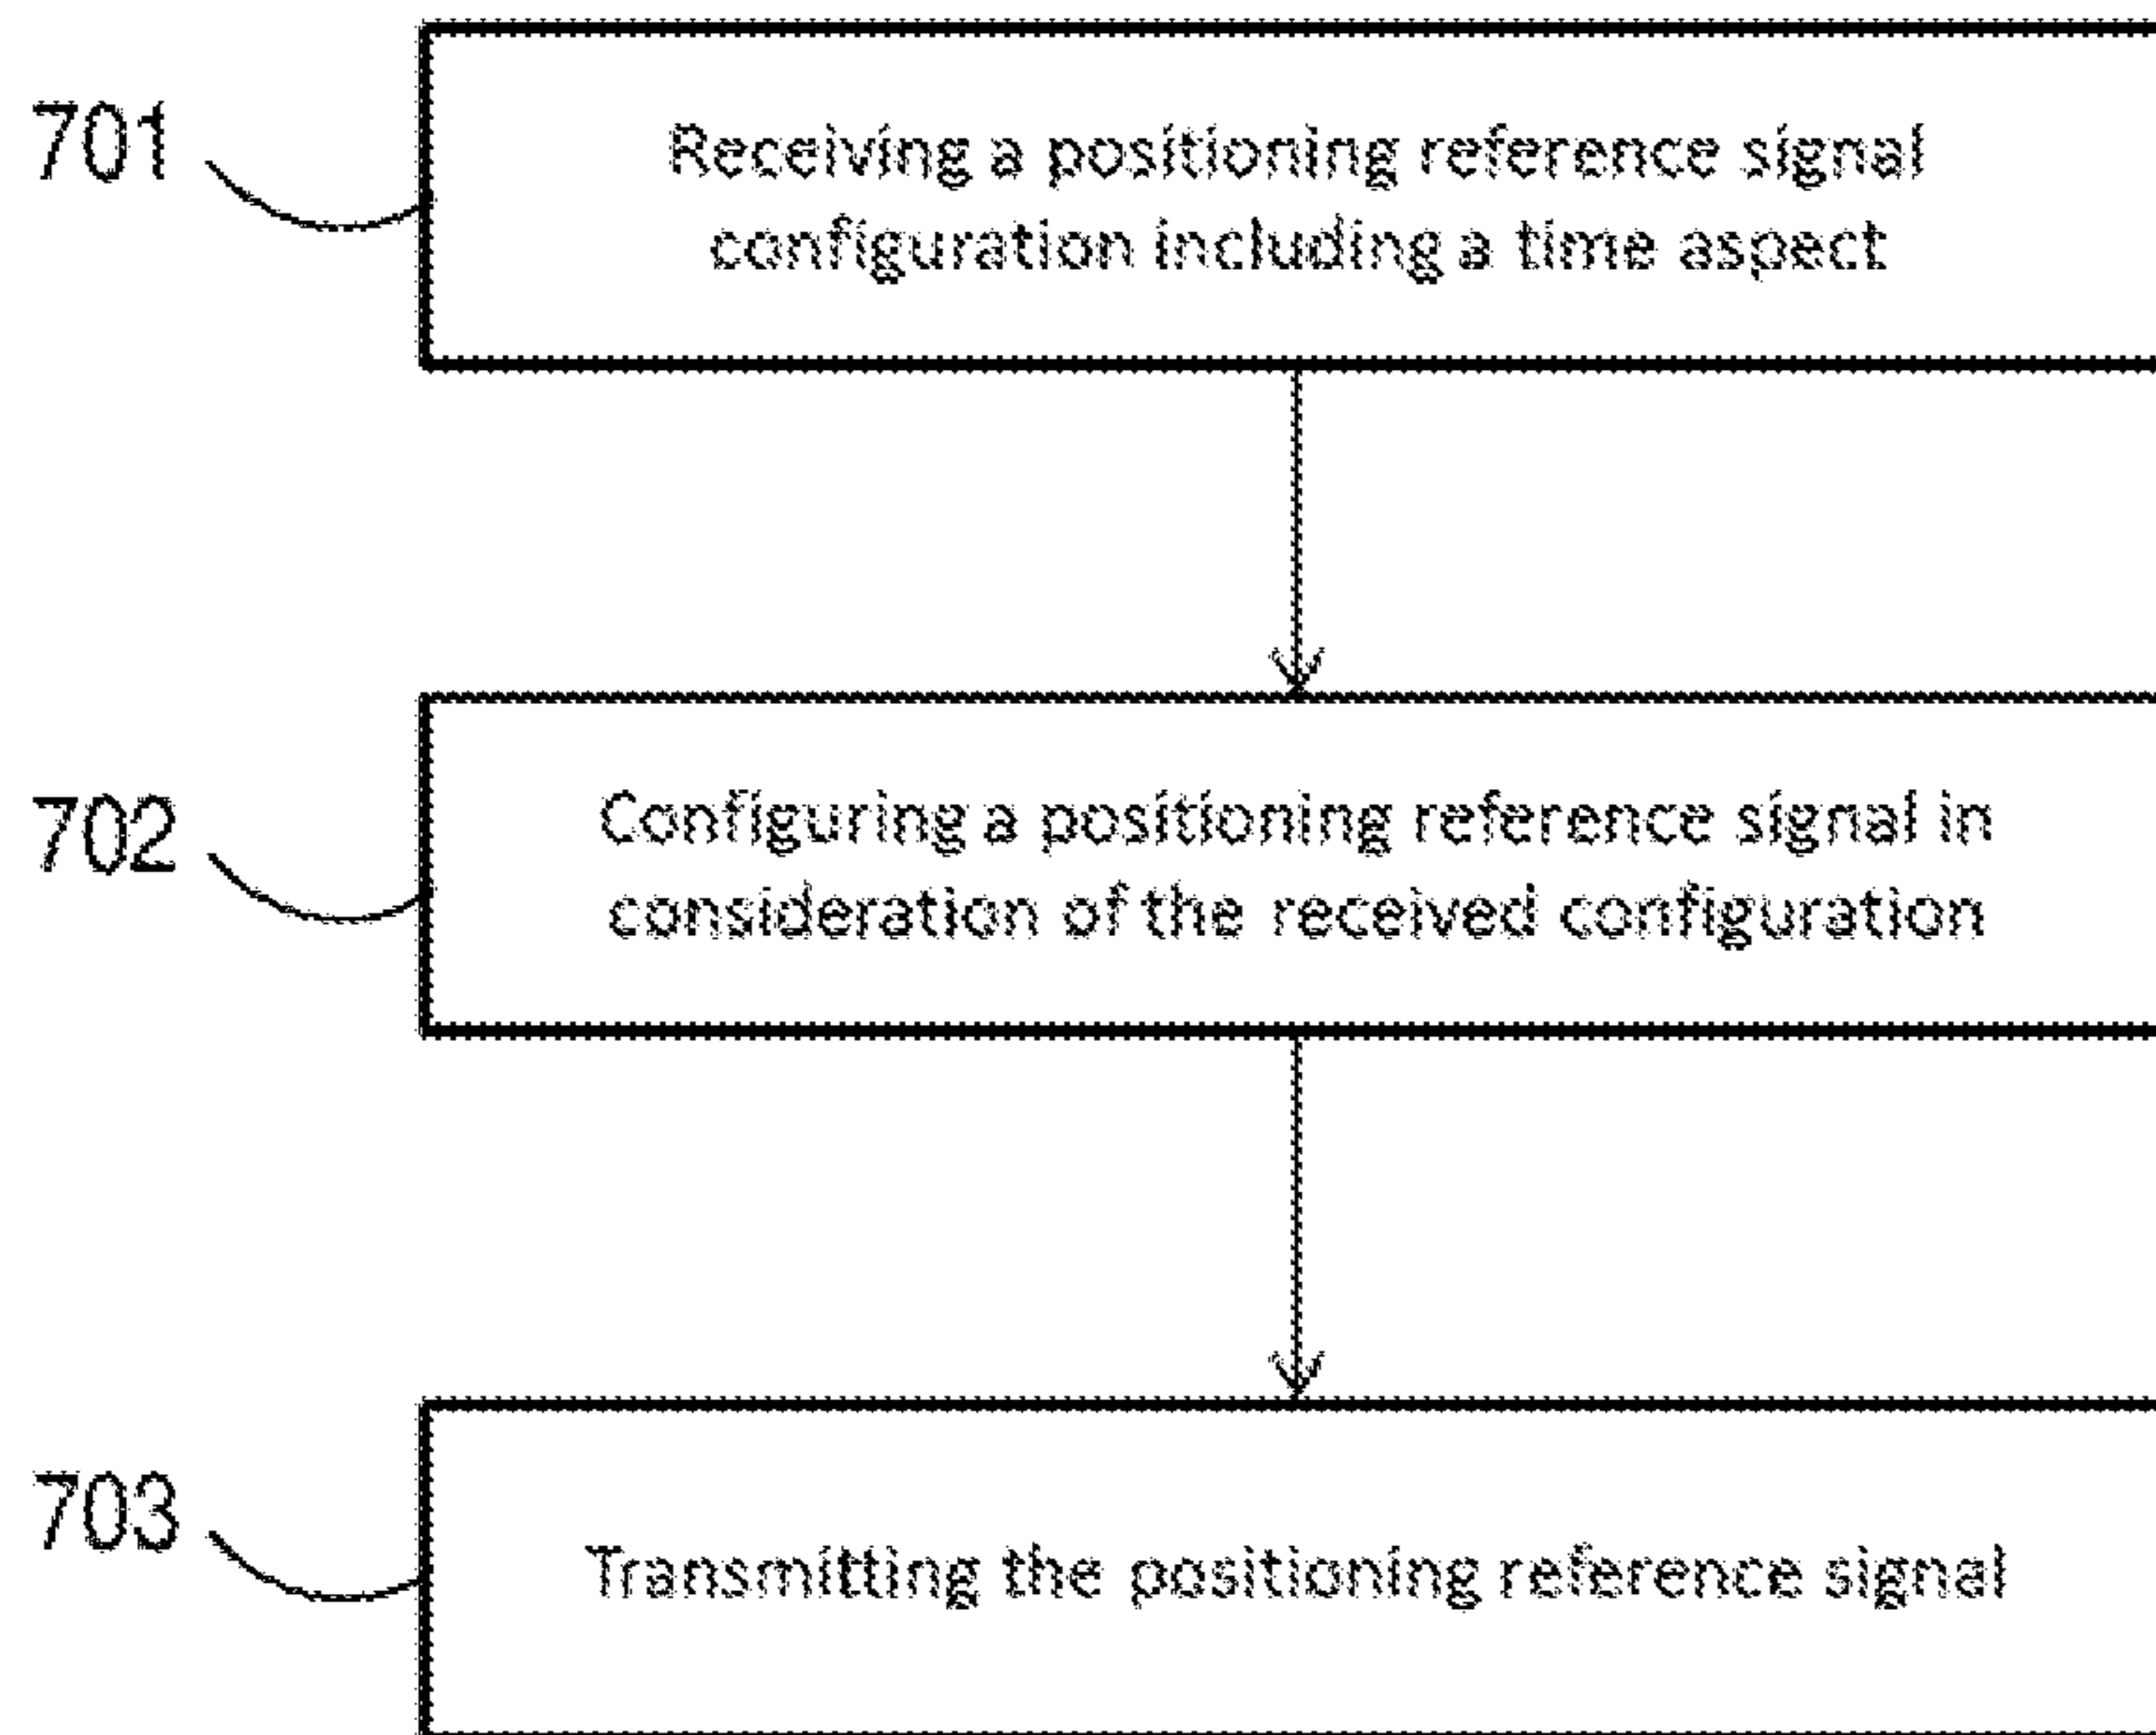 701
Receiving a positioning reference signal
configuration including a time aspect
702
Configuring a positioning reference signal in
consideration of the received configuration
703
Transmitting the positioning reference signal